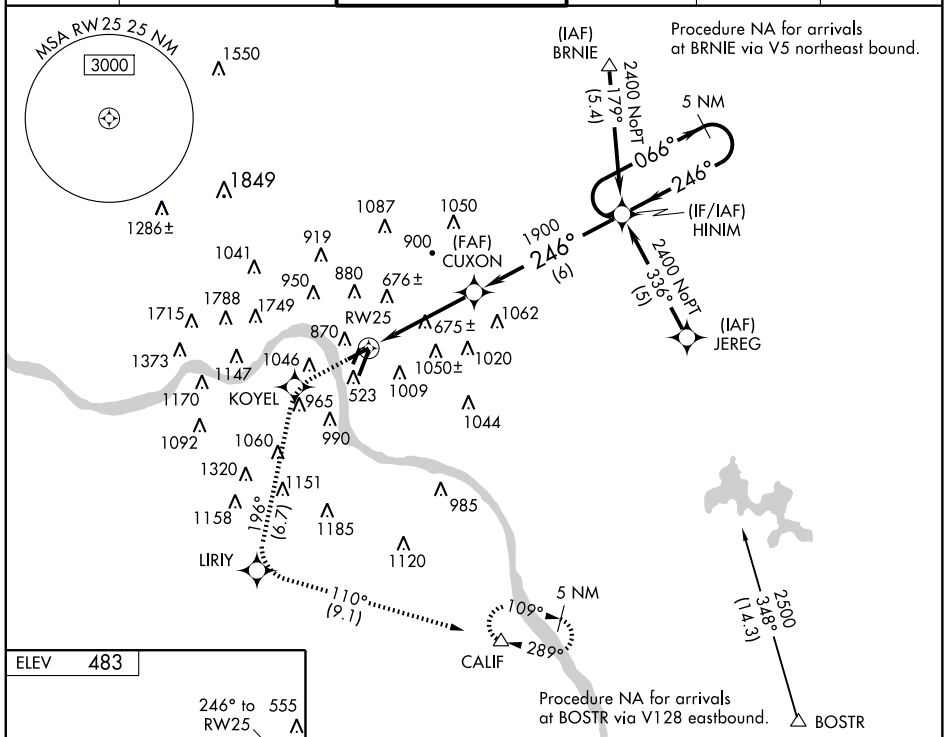 MSA RW25 25 NM
3000
1550
(IAF)
BRNIE
Procedure NA for arrivals
at BRNIE via V5 northeast bound.
2400 NoPT
179°
(5.4)
5 NM
066°
246°
1849
1286±
1087
1050
(IF/IAF)
HINIM
919
900
(FAF)
CUXON
1900
246°
(6)
1041
2400 NoPT
336°
(5)
950
880
676±
1715
1788
1749
RW25
870
675±
1062
(IAF)
JEREG
1373
1147
1046
1050±
1020
1170
KOYEL
965
523
1009
1044
1092
990
1060
1320
1151
985
1158
196°
(6.7)
1185
1120
LIRIY
110°
(9.1)
109°
5 NM
289°
CALIF
2500
348°
(14.3)
ELEV 483
246° to
RW25
555
Procedure NA for arrivals
at BOSTR via V128 eastbound.
BOSTR